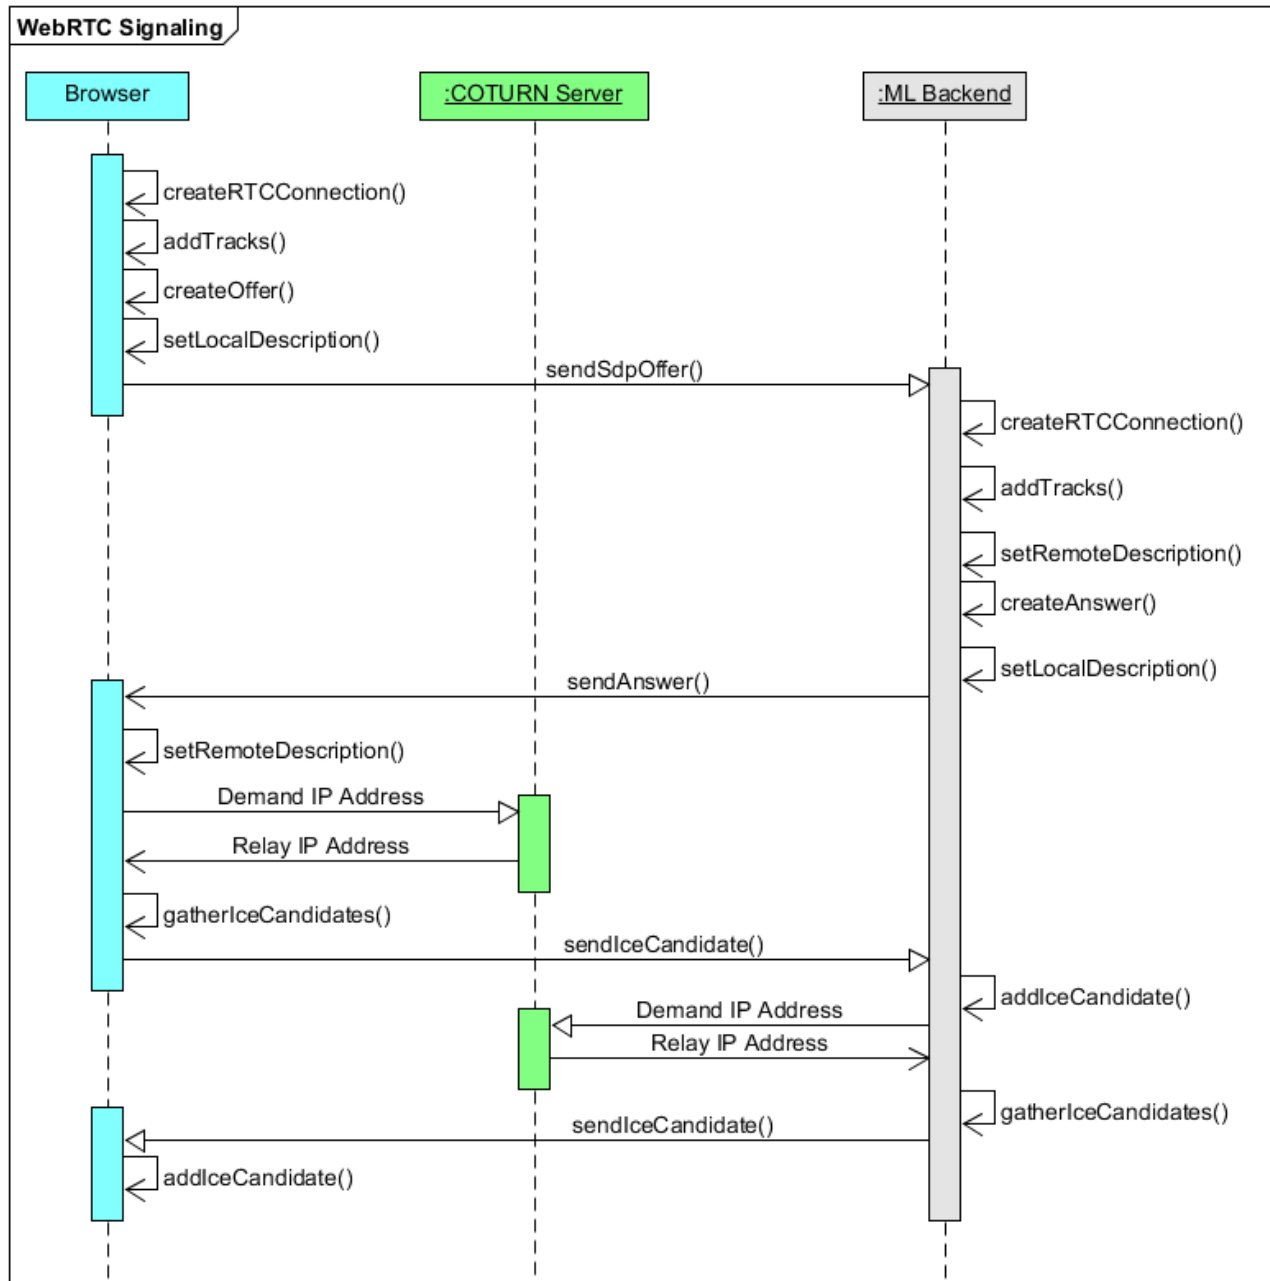 WebRTC Signaling
Browser
:COTURN Server
:ML Backend
createRTCConnection()
addTracks()
createOffer()
setLocalDescription()
sendSdpOffer()
createRTCConnection()
addTracks()
setRemoteDescription()
createAnswer()
setLocalDescription()
sendAnswer()
setRemoteDescription()
Demand IP Address
Relay IP Address
gatherIceCandidates()
sendIceCandidate()
addIceCandidate()
Demand IP Address
Relay IP Address
gatherIceCandidates()
sendIceCandidate()
addIceCandidate()